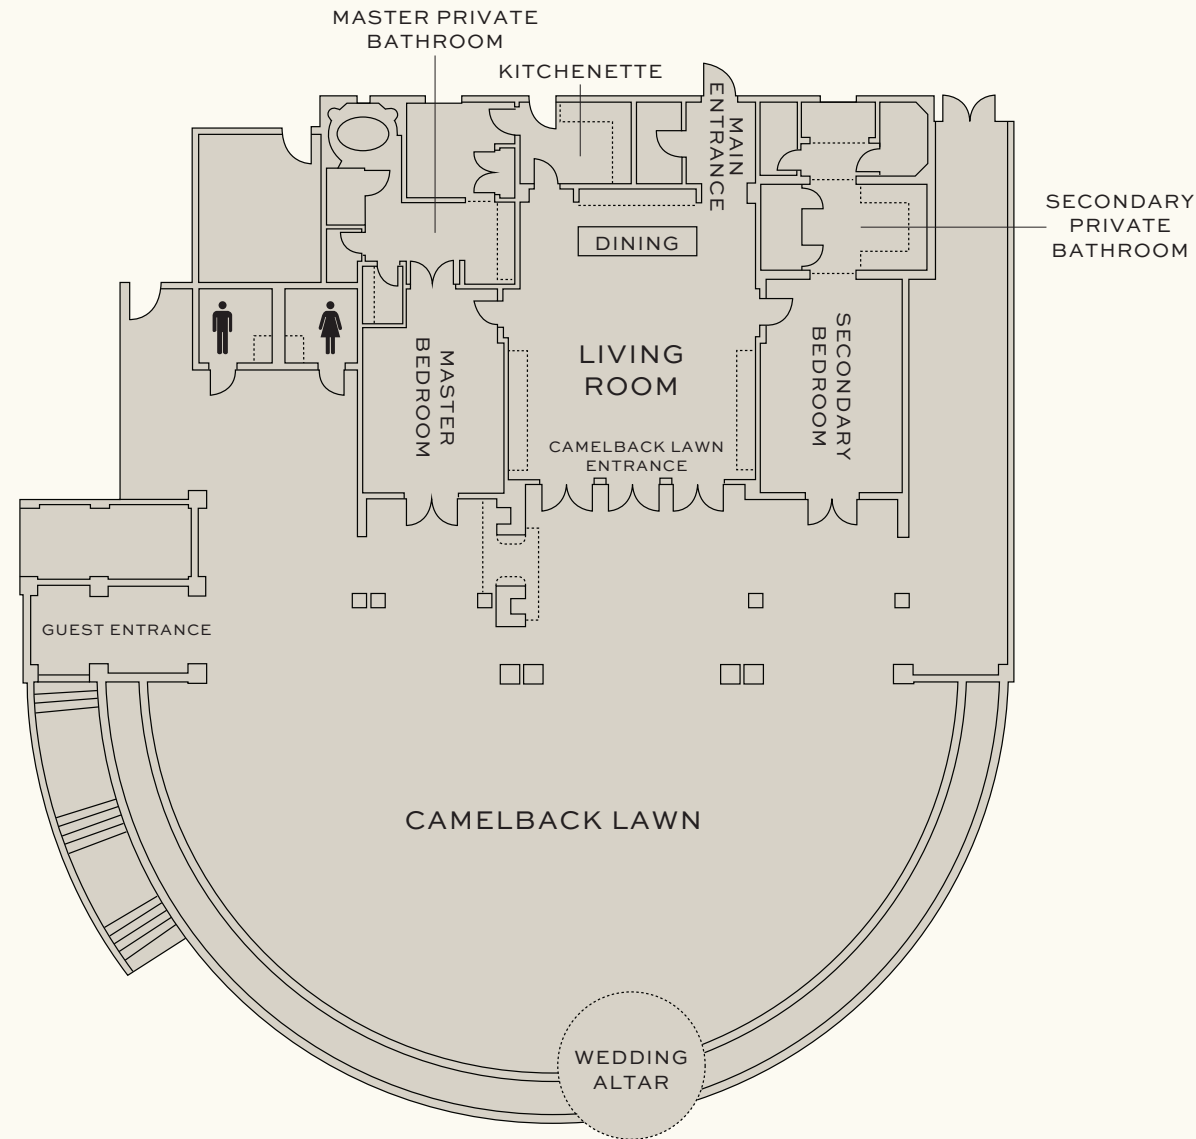 MASTER PRIVATE
BATHROOM
KITCHENETTE
MAIN
ENTRANCE
SECONDARY
PRIVATE
BATHROOM
DINING
LIVING
ROOM
MASTER
BEDROOM
SECONDARY
BEDROOM
CAMELBACK LAWN
ENTRANCE
GUEST ENTRANCE
CAMELBACK LAWN
WEDDING
ALTAR